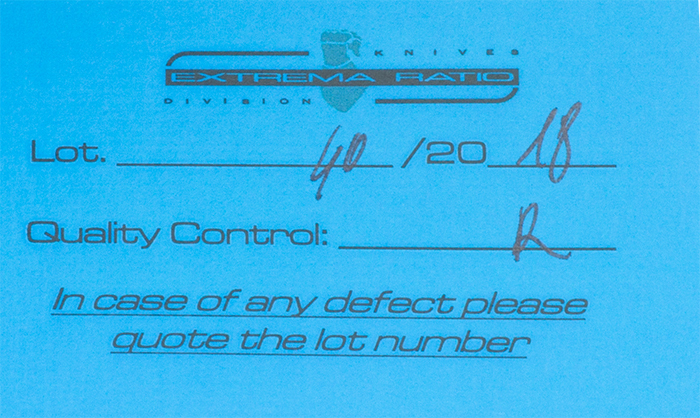 KNIVES
EXTREMA RATIO
DIVISION
Lot. 40 /20 18
Quality Control: R
In case of any defect please
quote the lot number